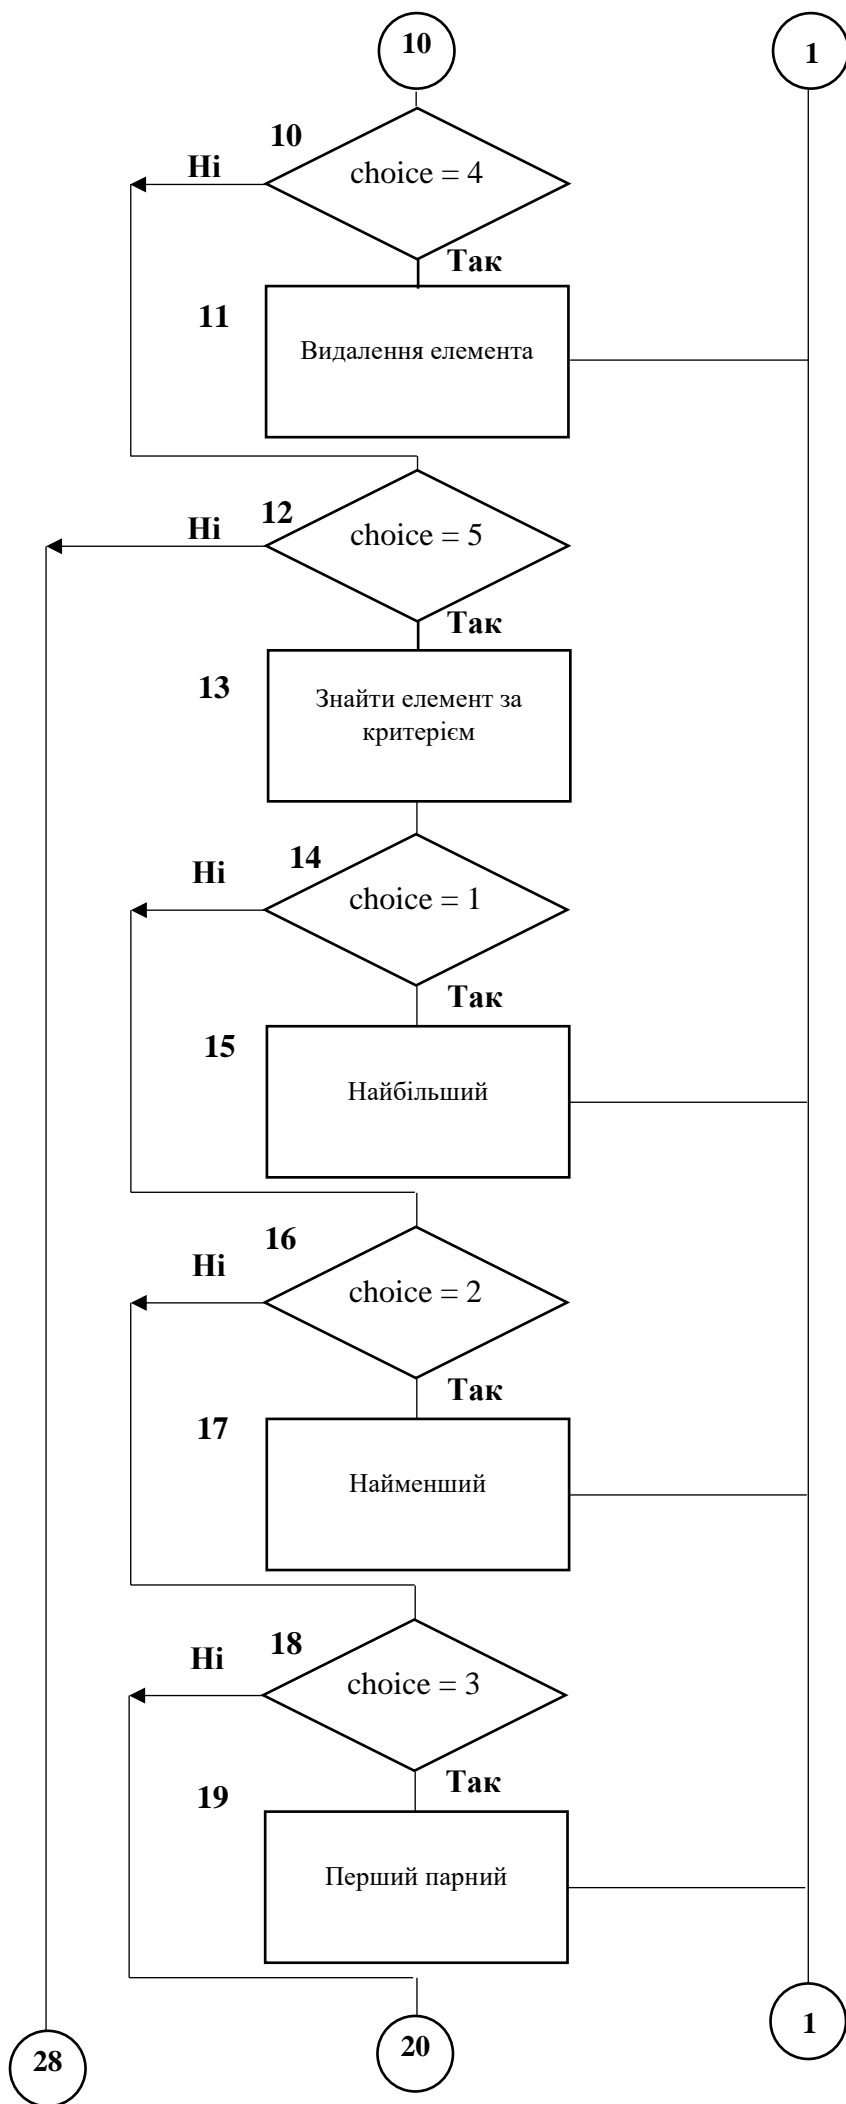 10
1
10
Ні
choice = 4
Так
11
Видалення елемента
12
Ні
choice = 5
Так
13
Знайти елемент за
критерієм
14
Ні
choice = 1
Так
15
Найбільший
16
Ні
choice = 2
Так
17
Найменший
18
Ні
choice = 3
Так
19
Перший парний
28
20
1